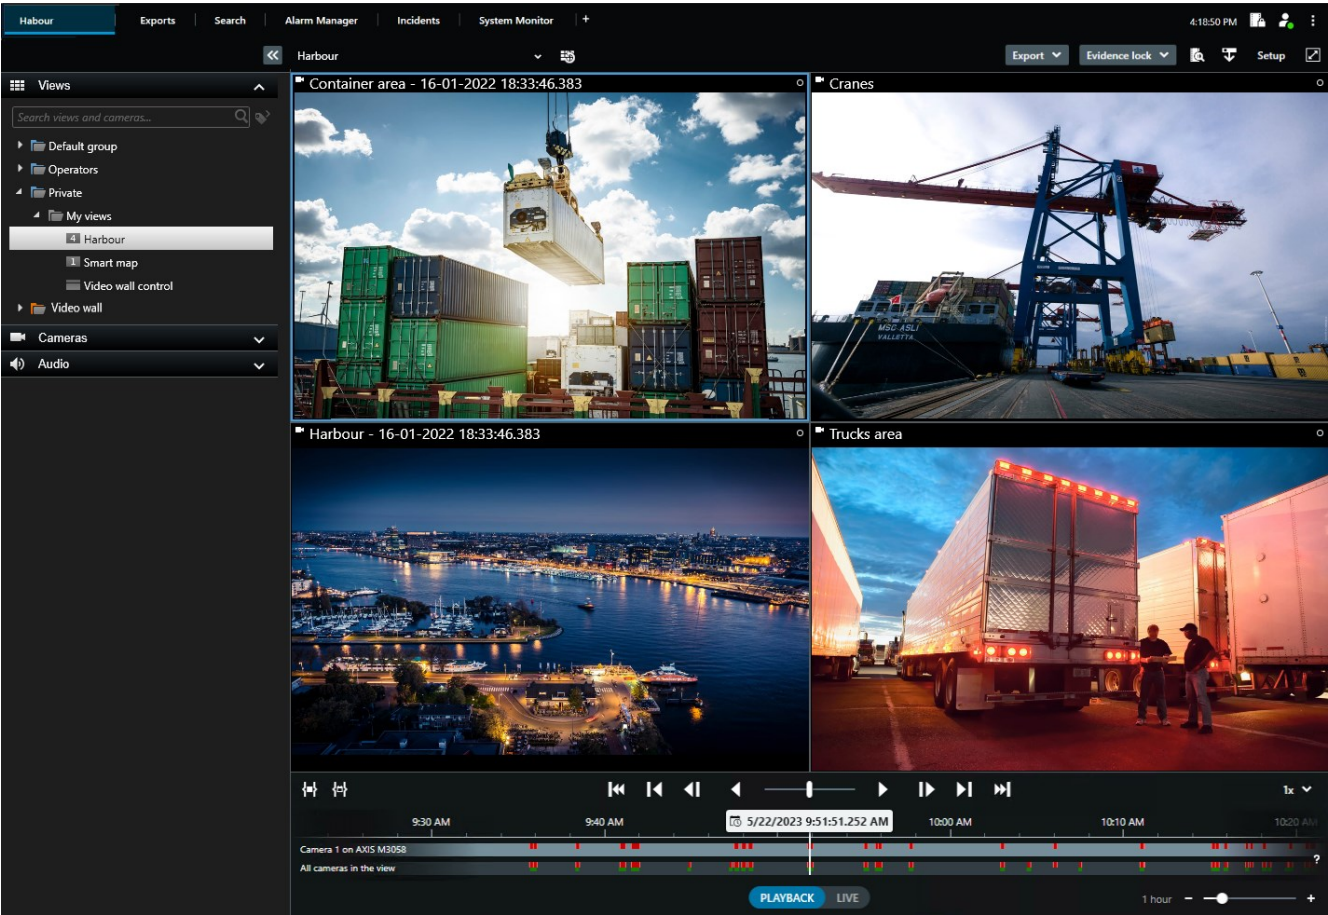 Habour
Exports
Search
Alarm Manager
Incidents
System Monitor
+
4:18:50 PM
Harbour
Export
Evidence lock
Setup
Views
Search views and cameras...
Default group
Operators
Private
My views
4 Harbour
1 Smart map
Video wall control
Video wall
Cameras
Audio
Container area - 16-01-2022 18:33:46.383
Cranes
MSC ASLI
VALLETTA
Harbour - 16-01-2022 18:33:46.383
Trucks area
1x
9:30 AM
9:40 AM
5/22/2023 9:51:51.252 AM
10:00 AM
10:10 AM
10:20 AM
Camera 1 on AXIS M3058
All cameras in the view
?
PLAYBACK
LIVE
1 hour